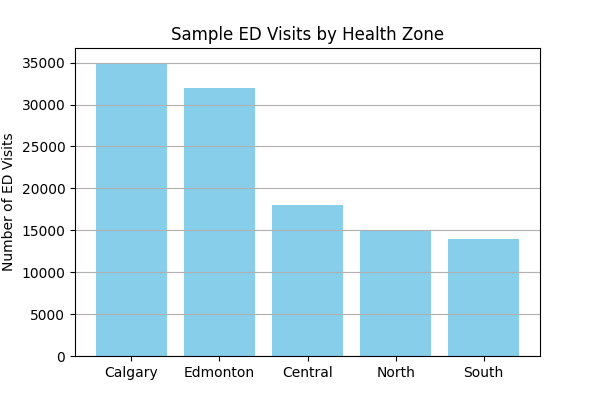 Sample ED Visits by Health Zone
Number of ED Visits
35000
30000
25000
20000
15000
10000
5000
0
Calgary Edmonton Central North South